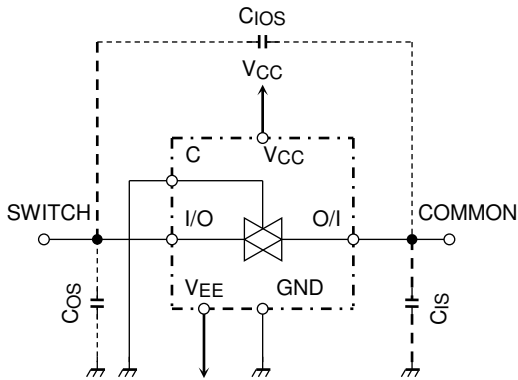 CIOS
VCC
C
VCC
SWITCH
I/O
O/I
COMMON
COS
VEE
GND
CIS